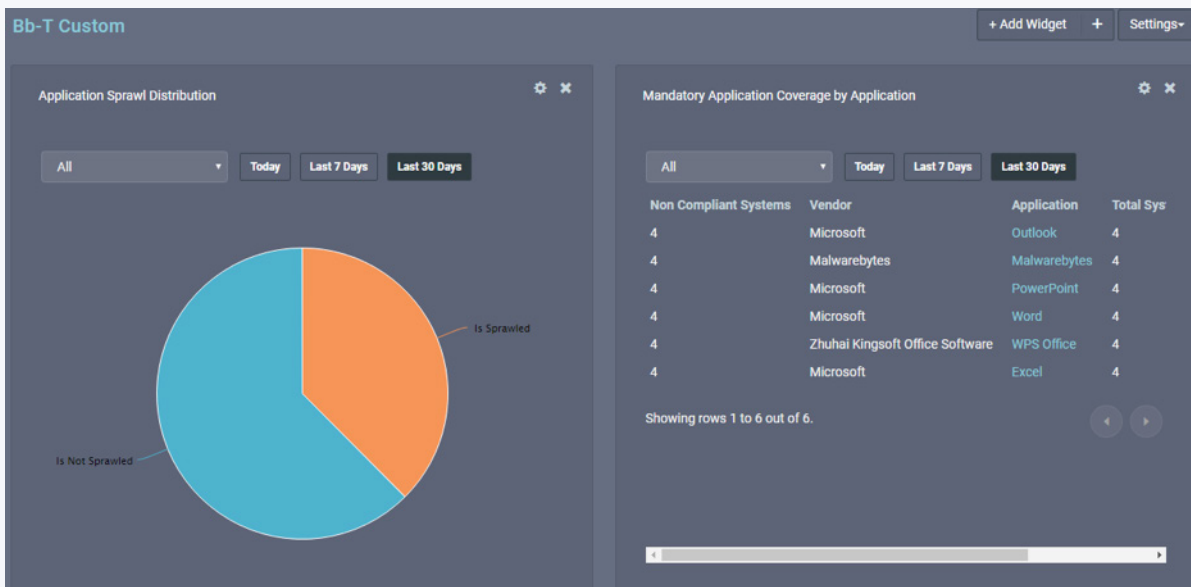 Bb-T Custom
+ Add Widget + Settings
Application Sprawl Distribution
All Today Last 7 Days Last 30 Days
Is Sprawled
Is Not Sprawled
Mandatory Application Coverage by Application
All Today Last 7 Days Last 30 Days
Non Compliant Systems Vendor Application Total Sys
4 Microsoft Outlook 4
4 Malwarebytes Malwarebytes 4
4 Microsoft PowerPoint 4
4 Microsoft Word 4
4 Zhuhai Kingsoft Office Software WPS Office 4
4 Microsoft Excel 4
Showing rows 1 to 6 out of 6.